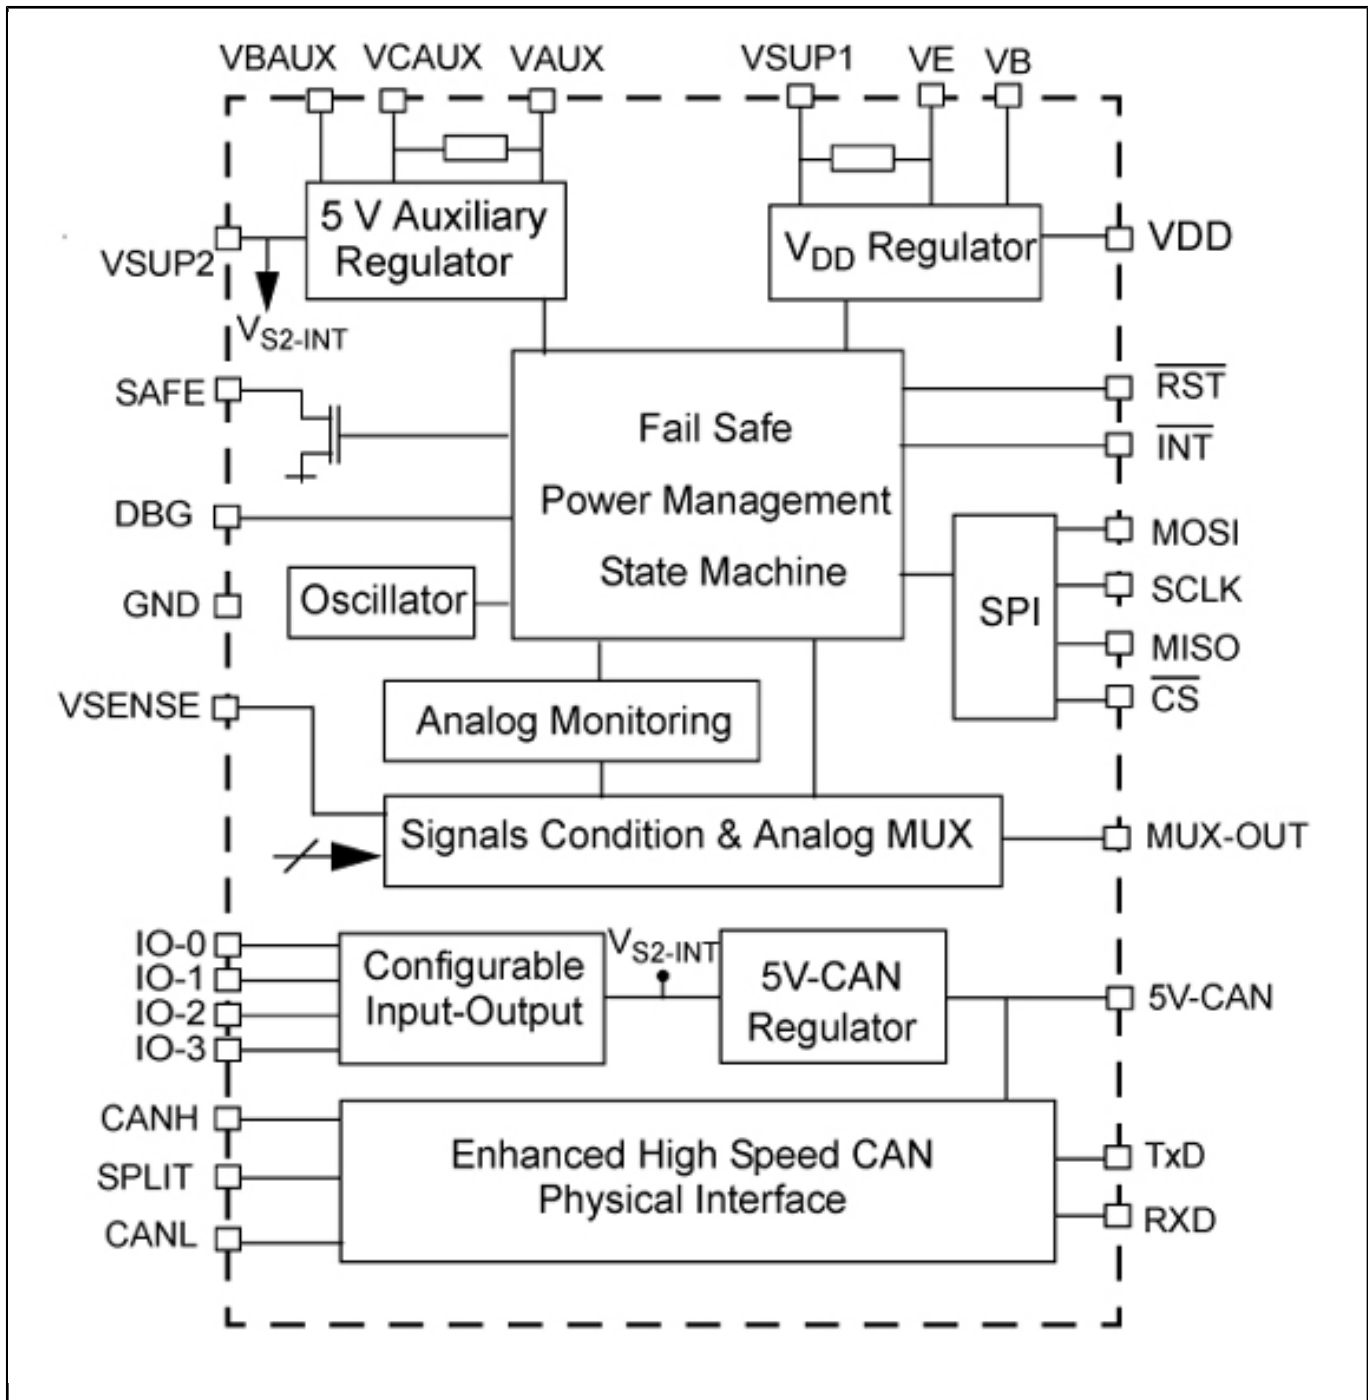 VBAUX VCAUX VAUX VSUP1 VE VB
5 V Auxiliary
Regulator
VSUP2
VS2-INT
VDD Regulator
VDD
SAFE
DBG
GND
Oscillator
Fail Safe
Power Management
State Machine
RST
INT
SPI
MOSI
SCLK
MISO
CS
VSENSE
Analog Monitoring
Signals Condition & Analog MUX
MUX-OUT
IO-0
IO-1
IO-2
IO-3
Configurable
Input-Output
VS2-INT
5V-CAN
Regulator
5V-CAN
CANH
SPLIT
CANL
Enhanced High Speed CAN
Physical Interface
TxD
RXD